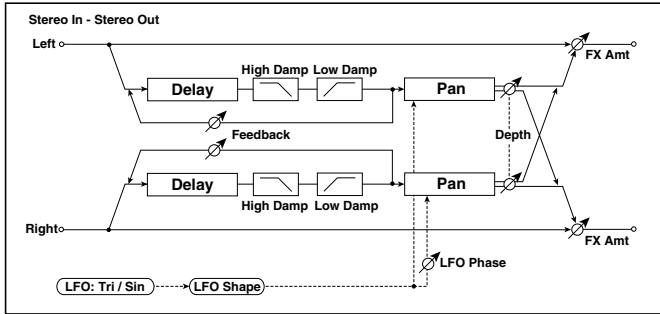 Stereo In - Stereo Out
Left
FX Amt
High Damp Low Damp
Delay
Pan
Feedback
Depth
Delay
Pan
High Damp Low Damp
Right
FX Amt
LFO Phase
LFO: Tri / Sin
LFO Shape